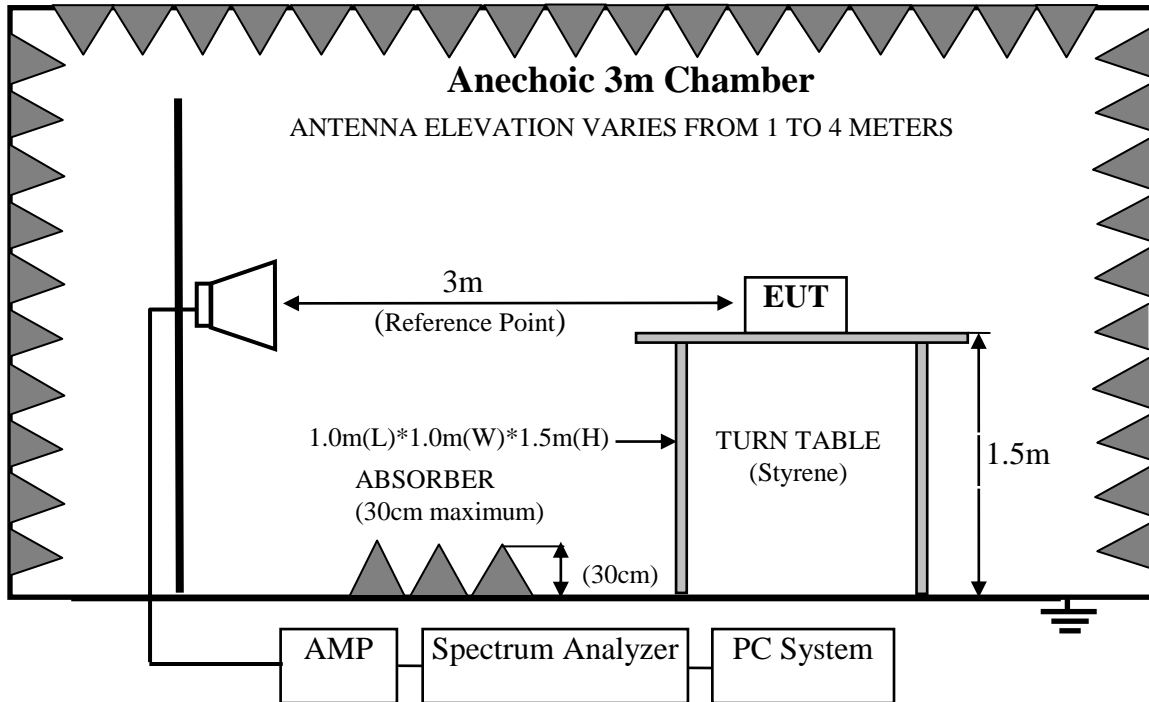 Anechoic 3m Chamber
ANTENNA ELEVATION VARIES FROM 1 TO 4 METERS
3m
(Reference Point)
EUT
1.0m(L)*1.0m(W)*1.5m(H)
TURN TABLE
(Styrene)
1.5m
ABSORBER
(30cm maximum)
(30cm)
AMP
Spectrum Analyzer
PC System